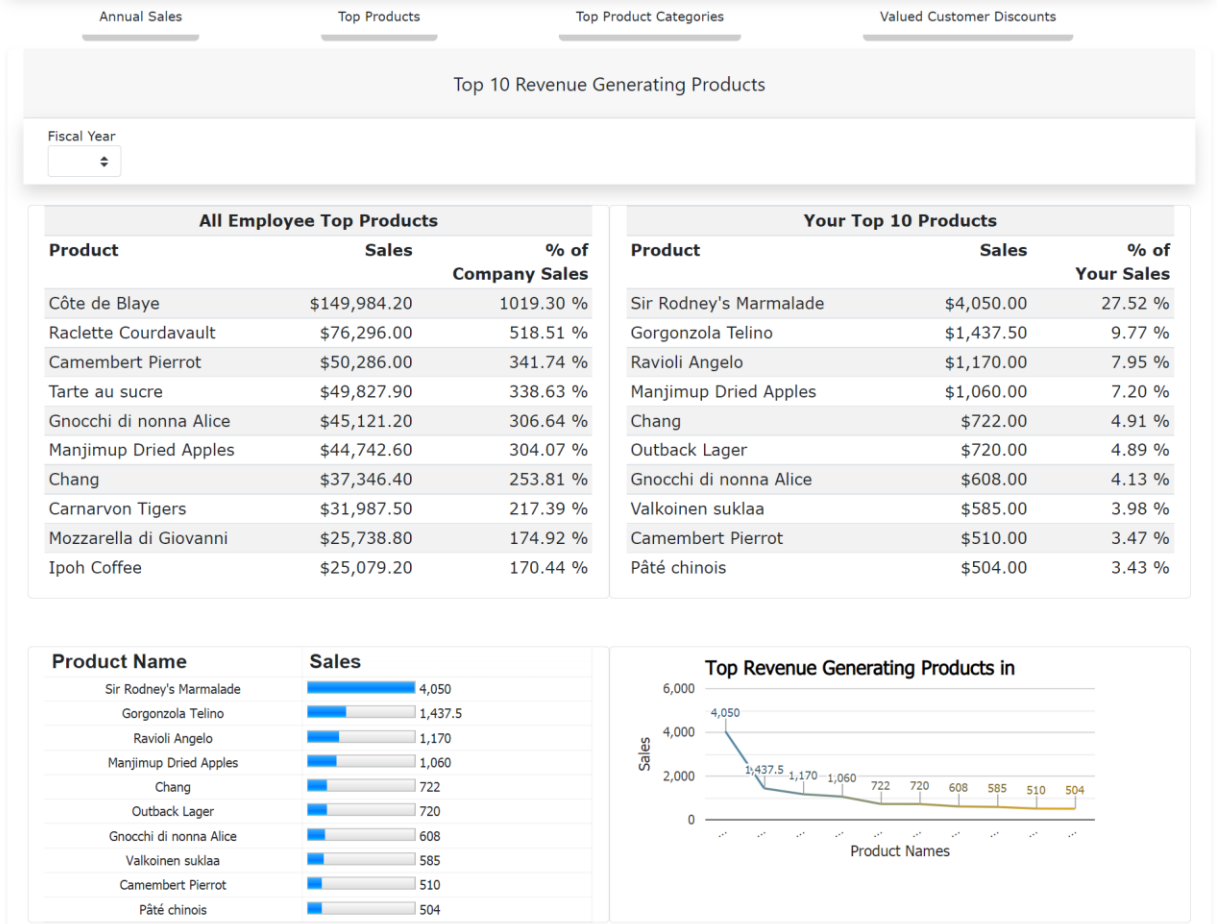 Annual Sales Top Products Top Product Categories Valued Customer Discounts
Top 10 Revenue Generating Products
Fiscal Year
All Employee Top Products
Product Sales % of
Company Sales
Côte de Blaye $149,984.20 1019.30 %
Raclette Courdavault $76,296.00 518.51 %
Camembert Pierrot $50,286.00 341.74 %
Tarte au sucre $49,827.90 338.63 %
Gnocchi di nonna Alice $45,121.20 306.64 %
Manjimup Dried Apples $44,742.60 304.07 %
Chang $37,346.40 253.81 %
Carnarvon Tigers $31,987.50 217.39 %
Mozzarella di Giovanni $25,738.80 174.92 %
Ipoh Coffee $25,079.20 170.44 %
Your Top 10 Products
Product Sales % of
Your Sales
Sir Rodney's Marmalade $4,050.00 27.52 %
Gorgonzola Telino $1,437.50 9.77 %
Ravioli Angelo $1,170.00 7.95 %
Manjimup Dried Apples $1,060.00 7.20 %
Chang $722.00 4.91 %
Outback Lager $720.00 4.89 %
Gnocchi di nonna Alice $608.00 4.13 %
Valkoinen suklaa $585.00 3.98 %
Camembert Pierrot $510.00 3.47 %
Pâté chinois $504.00 3.43 %
Product Name Sales
Sir Rodney's Marmalade 4,050
Gorgonzola Telino 1,437.5
Ravioli Angelo 1,170
Manjimup Dried Apples 1,060
Chang 722
Outback Lager 720
Gnocchi di nonna Alice 608
Valkoinen suklaa 585
Camembert Pierrot 510
Pâté chinois 504
Top Revenue Generating Products in
6,000
4,000
2,000
0
Sales
4,050 1,437.5 1,170 1,060 722 720 608 585 510 504
... ... ... ... ... ... ... ... ... ...
Product Names